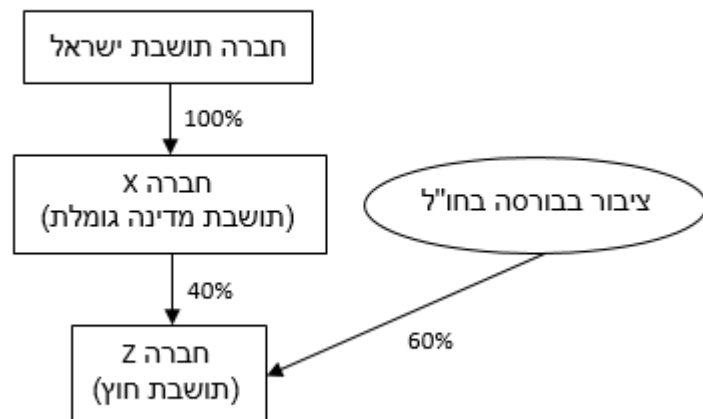 חברה תושבת ישראל
100%
חברה X
(תושבת מדינה גומלת)
ציבור בבורסה בחו"ל
40%
60%
חברה Z
(תושבת חוץ)